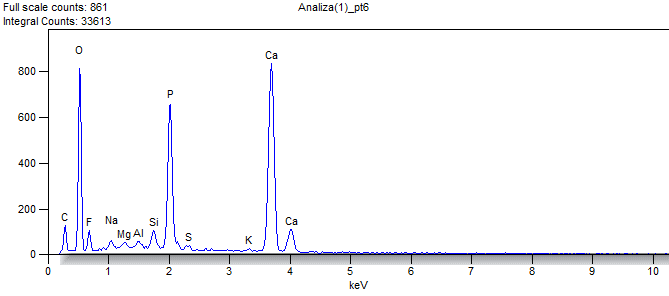 Full scale counts: 861
Analiza(1)_pt6
Integral Counts: 33613
O
Ca
800
P
600
400
200
C
F
Na
Mg
Al
Si
S
K
Ca
0
0 1 2 3 4 5 6 7 8 9 10
keV